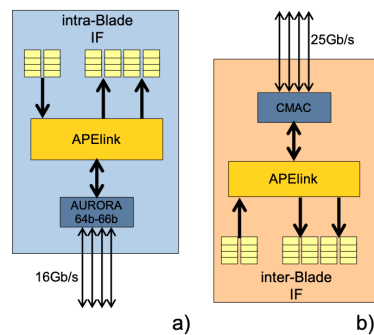 intra-Blade
IF
APElink
AURORA
64b-66b
16Gb/s
a)
25Gb/s
CMAC
APElink
inter-Blade
IF
b)